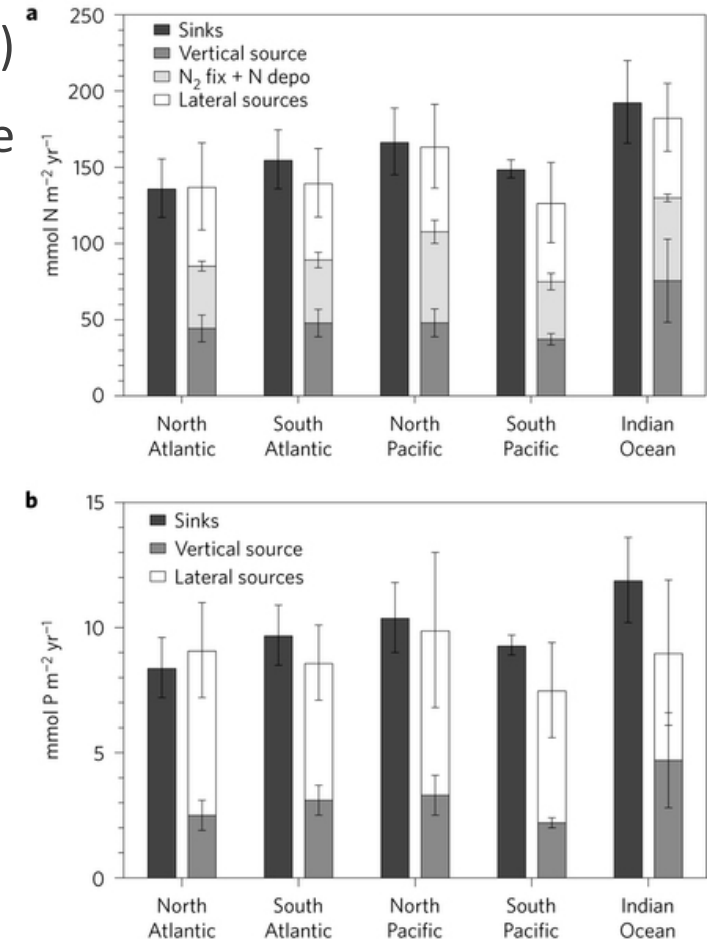 )
e
a
250
200
150
100
50
0
mmol N m⁻² yr⁻¹
Sinks
Vertical source
N₂ fix + N depo
Lateral sources
North
Atlantic
South
Atlantic
North
Pacific
South
Pacific
Indian
Ocean
b
15
10
5
0
mmol P m⁻² yr⁻¹
Sinks
Vertical source
Lateral sources
North
Atlantic
South
Atlantic
North
Pacific
South
Pacific
Indian
Ocean